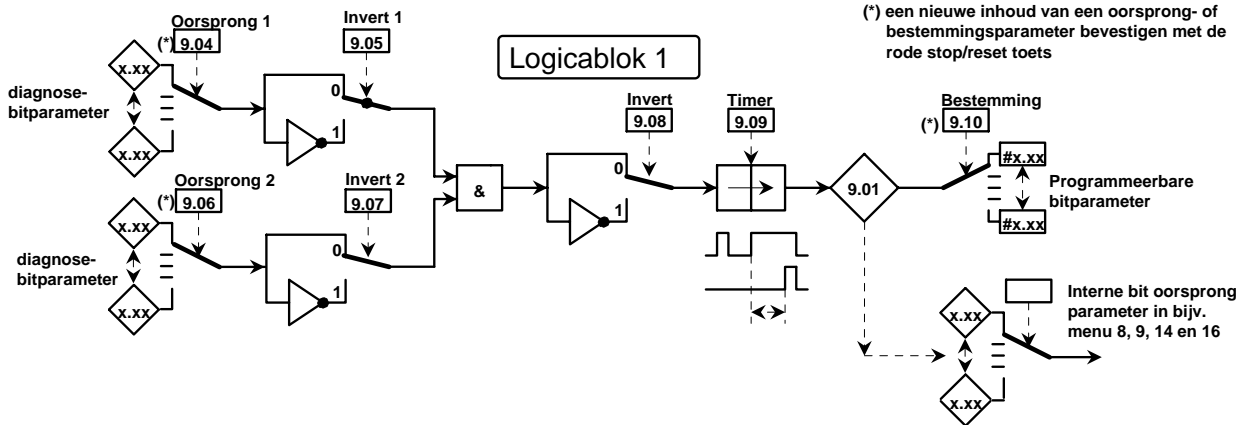 Oorsprong 1
(*) 9.04
Invert 1
9.05
(*) een nieuwe inhoud van een oorsprong- of
bestemmingsparameter bevestigen met de
rode stop/reset toets
Logicablok 1
x.xx
diagnose-
bitparameter
x.xx
0
1
Invert
9.08
Timer
9.09
Bestemming
(*) 9.10
#x.xx
Programmeerbare
bitparameter
#x.xx
Oorsprong 2
(*) 9.06
Invert 2
9.07
&
0
1
9.01
x.xx
diagnose-
bitparameter
x.xx
0
1
Interne bit oorsprong
parameter in bijv.
menu 8, 9, 14 en 16
x.xx
x.xx